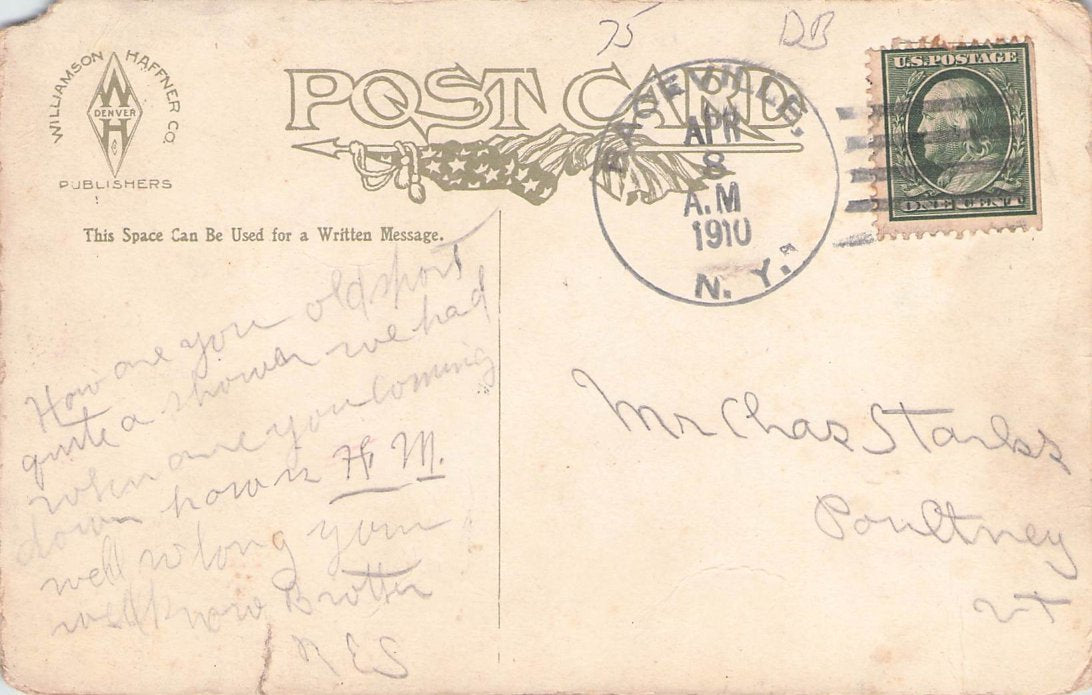 75 DB
WILLIAMSON HAFFNER CO.
W
DENVER
H
PUBLISHERS
POST CARD
U.S. POSTAGE
ONE CENT
EVILLE,
APR
8
A.M
1910
N. Y.
This Space Can Be Used for a Written Message.
How are you old sport
quite a shower we had
when are you coming
down how is H M.
well so long your
well know Brother
R E S
Mr Chas Starks
Poultney
Vt